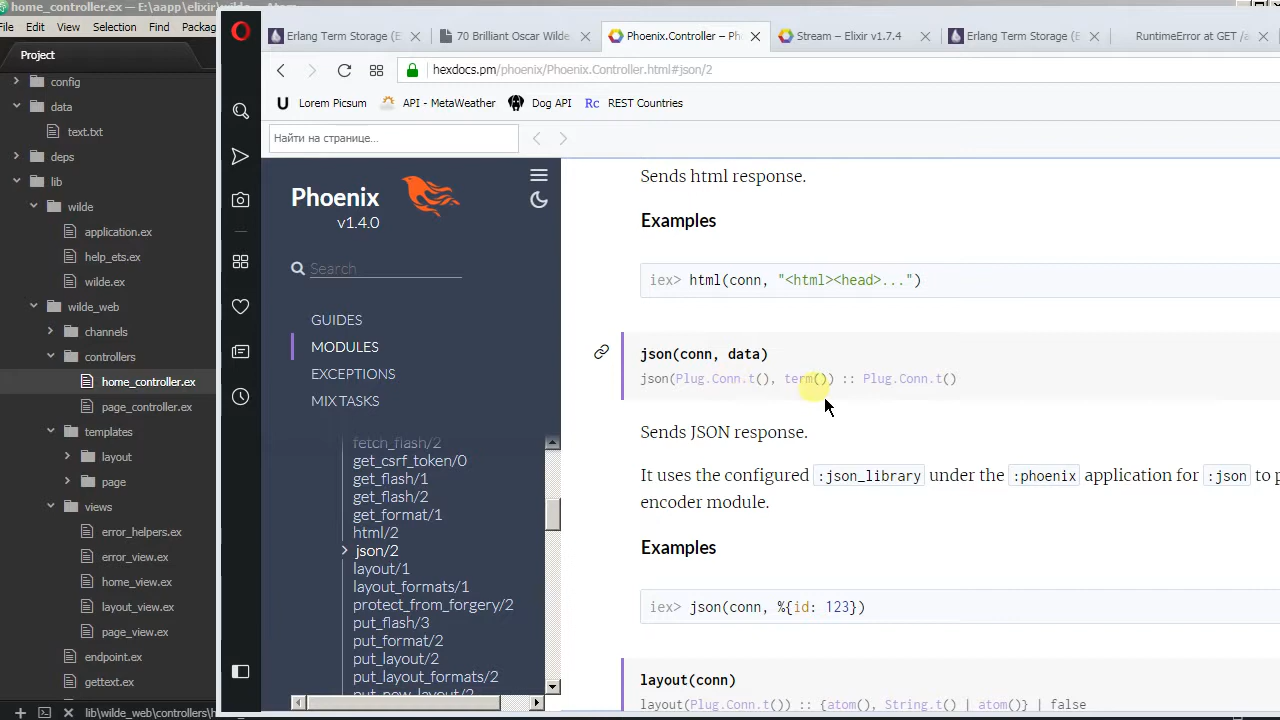 home_controller.ex — E:\aapp\elixir\wilde — Atom
File Edit View Selection Find Packag
Project
config
data
text.txt
deps
lib
wilde
application.ex
help_ets.ex
wilde.ex
wilde_web
channels
controllers
home_controller.ex
page_controller.ex
templates
layout
page
views
error_helpers.ex
error_view.ex
home_view.ex
layout_view.ex
page_view.ex
endpoint.ex
gettext.ex
lib\wilde_web\controllers\h
Erlang Term Storage (E
70 Brilliant Oscar Wilde
Phoenix.Controller – Ph
Stream – Elixir v1.7.4
Erlang Term Storage (E
RuntimeError at GET /a
hexdocs.pm/phoenix/Phoenix.Controller.html#json/2
U Lorem Picsum API - MetaWeather Dog API Rc REST Countries
Найти на странице...
Phoenix
v1.4.0
Search
GUIDES
MODULES
EXCEPTIONS
MIX TASKS
fetch_flash/2
get_csrf_token/0
get_flash/1
get_flash/2
get_format/1
html/2
json/2
layout/1
layout_formats/1
protect_from_forgery/2
put_flash/3
put_format/2
put_layout/2
put_layout_formats/2
put_new_layout/2
Sends html response.
Examples
iex> html(conn, "<html><head>...")
json(conn, data)
json(Plug.Conn.t(), term()) :: Plug.Conn.t()
Sends JSON response.
It uses the configured :json_library under the :phoenix application for :json to p
encoder module.
Examples
iex> json(conn, %{id: 123})
layout(conn)
layout(Plug.Conn.t()) :: {atom(), String.t() | atom()} | false